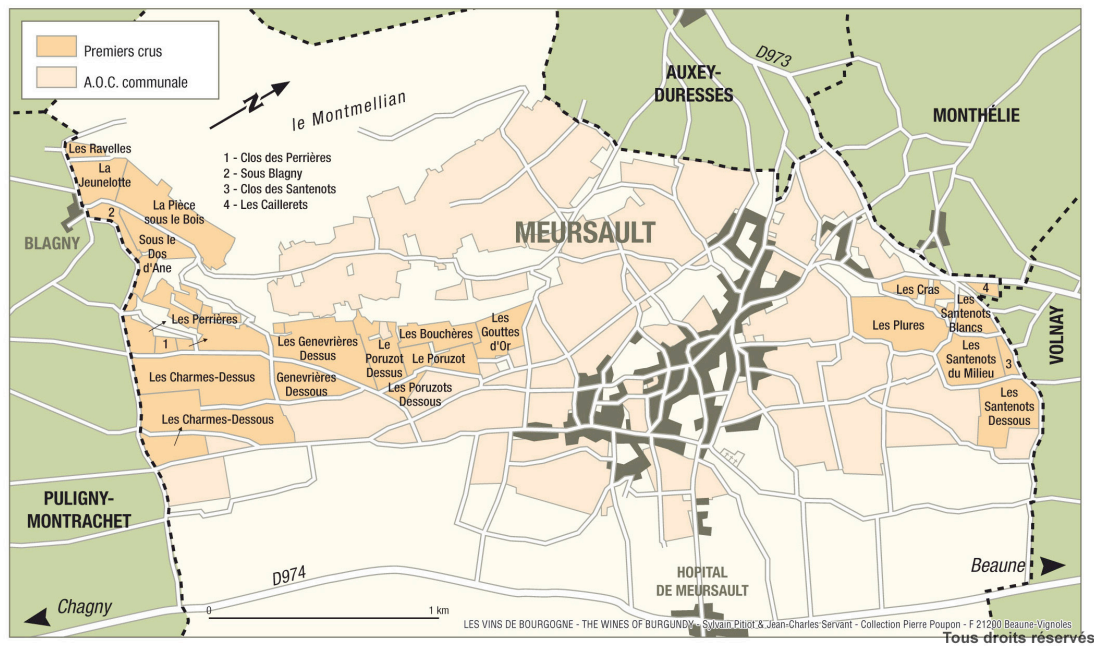 Premiers crus
A.O.C. communale
N
le Montmellian
1 - Clos des Perrières
2 - Sous Blagny
3 - Clos des Santenots
4 - Les Caillerets
AUXEY-
DURESSES
D973
MONTHÉLIE
Les Ravelles
La
Jeunelotte
La Pièce
sous le Bois
2
BLAGNY
Sous le
Dos
d'Ane
MEURSAULT
Les Perrières
1
Les Genevrières
Dessus
Le
Poruzot
Dessus
Les Bouchères
Le Poruzot
Les
Gouttes
d'Or
Les Charmes-Dessus
Genevrières
Dessous
Les Poruzots
Dessous
Les Charmes-Dessous
Les Cras
4
Les
Santenots
Blancs
Les Plures
Les
Santenots
du Milieu
3
Les
Santenots
Dessous
VOLNAY
PULIGNY-
MONTRACHET
D974
Chagny
Beaune
HOPITAL
DE MEURSAULT
0
1 km
LES VINS DE BOURGOGNE - THE WINES OF BURGUNDY - Sylvain Pitiot & Jean-Charles Servant - Collection Pierre Poupon - F 21200 Beaune-Vignoles
Tous droits réservés